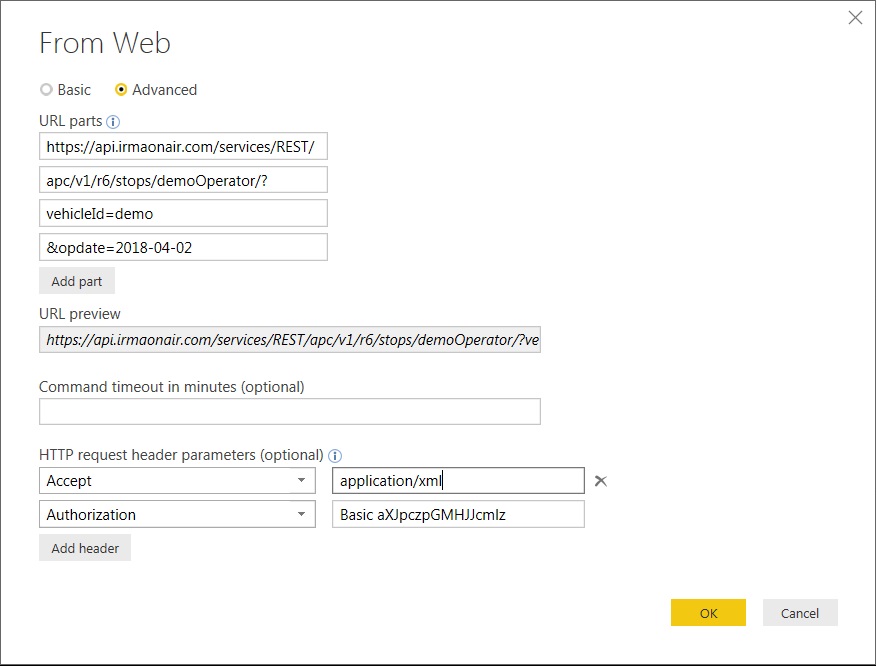 From Web
Basic Advanced
URL parts
https://api.irmaonair.com/services/REST/
apc/v1/r6/stops/demoOperator/?
vehicleId=demo
&opdate=2018-04-02
Add part
URL preview
https://api.irmaonair.com/services/REST/apc/v1/r6/stops/demoOperator/?ve
Command timeout in minutes (optional)
HTTP request header parameters (optional)
Accept application/xml
Authorization Basic aXJpczpGMHJJcmlz
Add header
OK Cancel